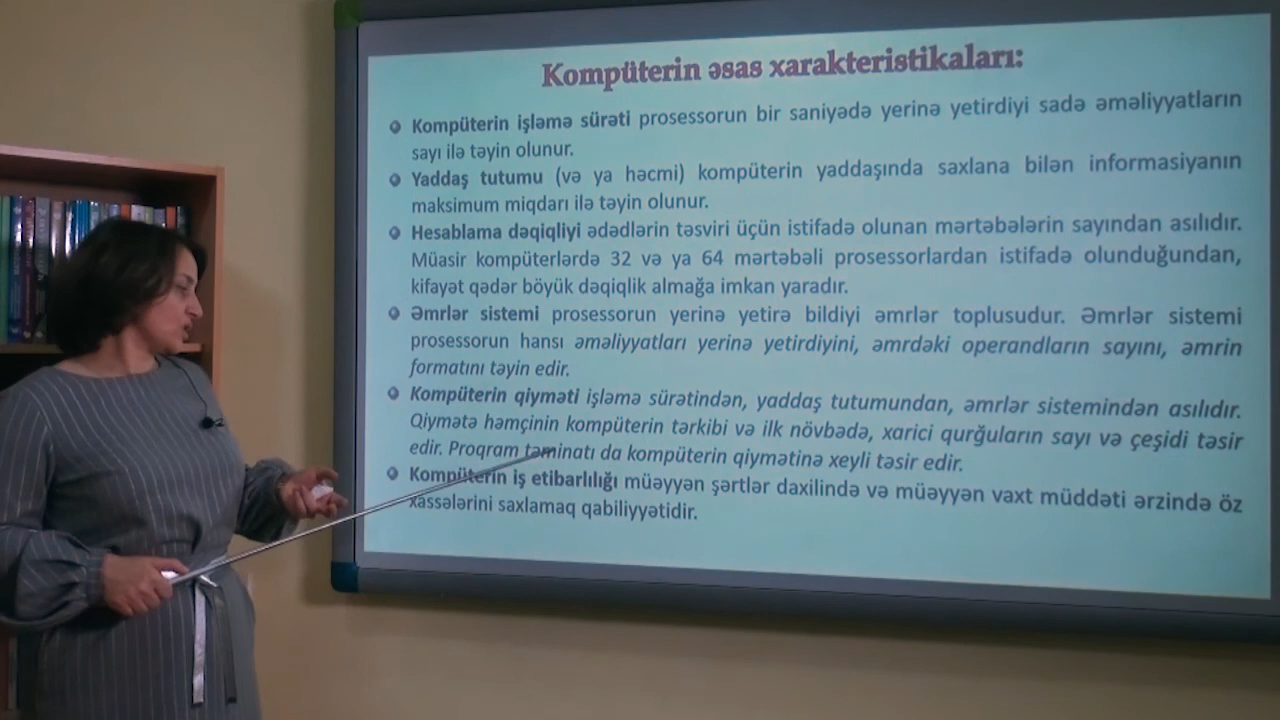 Kompüterin əsas xarakteristikaları:
Kompüterin işləmə sürəti prosessorun bir saniyədə yerinə yetirdiyi sadə əməliyyatların
sayı ilə təyin olunur.
Yaddaş tutumu (və ya həcmi) kompüterin yaddaşında saxlana bilən informasiyanın
maksimum miqdarı ilə təyin olunur.
Hesablama dəqiqliyi ədədlərin təsviri üçün istifadə olunan mərtəbələrin sayından asılıdır.
Müasir kompüterlərdə 32 və ya 64 mərtəbəli prosessorlardan istifadə olunduğundan,
kifayət qədər böyük dəqiqlik almağa imkan yaradır.
Əmrlər sistemi prosessorun yerinə yetirə bildiyi əmrlər toplusudur. Əmrlər sistemi
prosessorun hansı əməliyyatları yerinə yetirdiyini, əmrdəki operandların sayını, əmrin
formatını təyin edir.
Kompüterin qiyməti işləmə sürətindən, yaddaş tutumundan, əmrlər sistemindən asılıdır.
Qiymətə həmçinin kompüterin tərkibi və ilk növbədə, xarici qurğuların sayı və çeşidi təsir
edir. Proqram təminatı da kompüterin qiymətinə xeyli təsir edir.
Kompüterin iş etibarlılığı müəyyən şərtlər daxilində və müəyyən vaxt müddəti ərzində öz
xassələrini saxlamaq qabiliyyətidir.